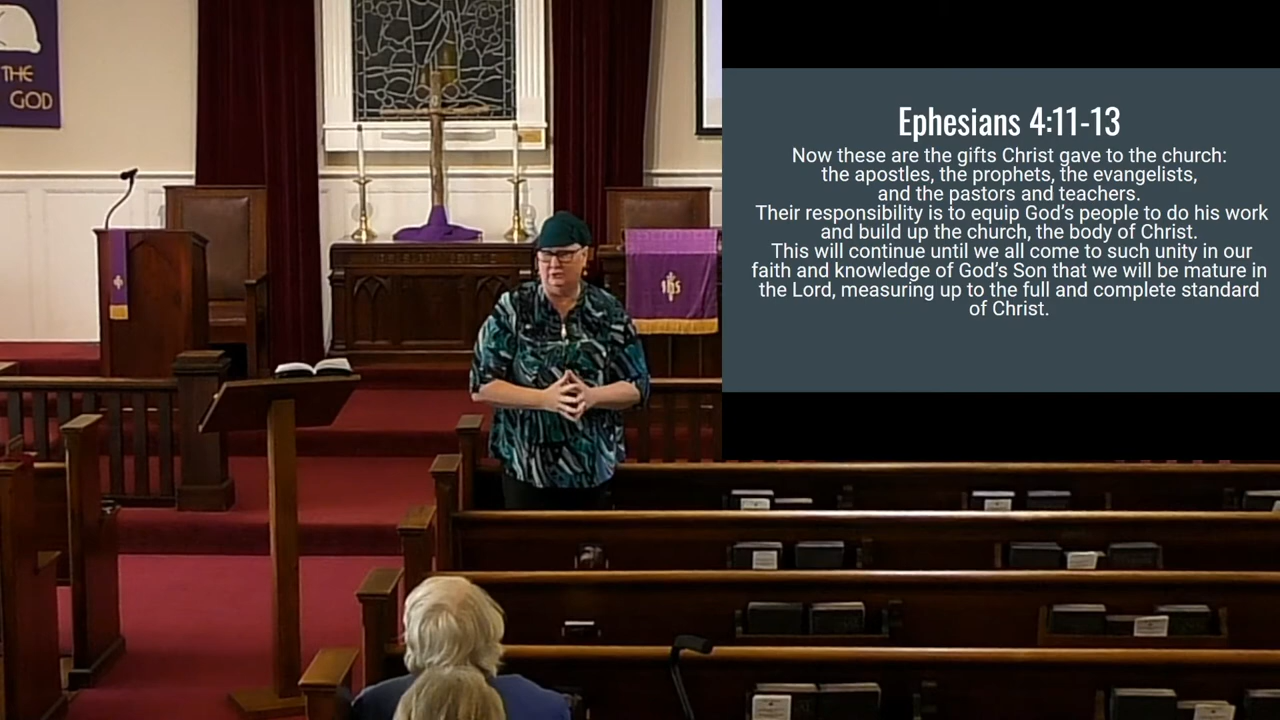 THE
GOD
ihs
Ephesians 4:11-13
Now these are the gifts Christ gave to the church:
the apostles, the prophets, the evangelists,
and the pastors and teachers.
Their responsibility is to equip God's people to do his work
and build up the church, the body of Christ.
This will continue until we all come to such unity in our
faith and knowledge of God's Son that we will be mature in
the Lord, measuring up to the full and complete standard
of Christ.